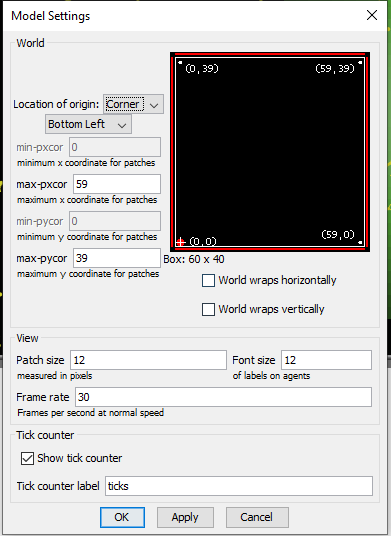 Model Settings
World
(0,39)
(59,39)
Location of origin: Corner
Bottom Left
min-pxcor 0
minimum x coordinate for patches
max-pxcor 59
maximum x coordinate for patches
min-pycor 0
minimum y coordinate for patches
(0,0)
(59,0)
max-pycor 39
maximum y coordinate for patches
Box: 60 x 40
World wraps horizontally
World wraps vertically
View
Patch size 12
measured in pixels
Font size 12
of labels on agents
Frame rate 30
Frames per second at normal speed
Tick counter
Show tick counter
Tick counter label ticks
OK Apply Cancel